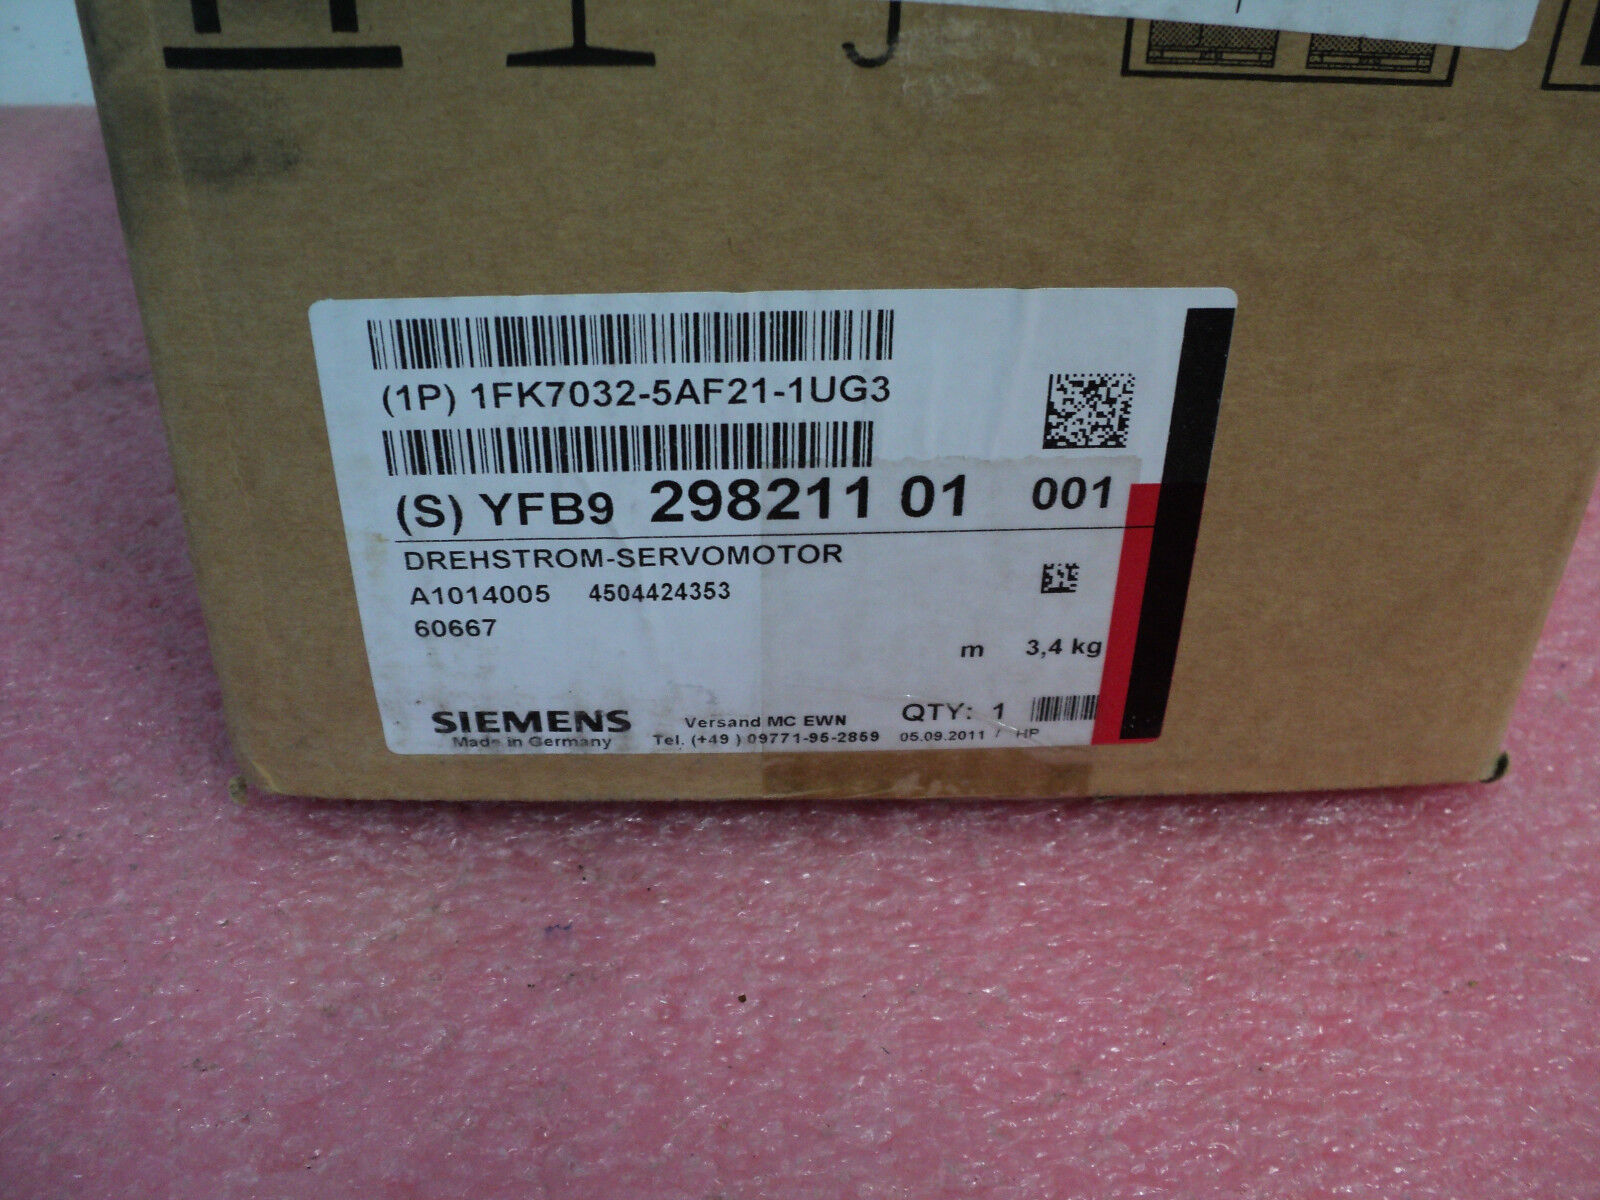 (1P) 1FK7032-5AF21-1UG3
(S) YFB9 298211 01 001
DREHSTROM-SERVOMOTOR
A1014005 4504424353
60667
m 3,4 kg
SIEMENS Versand MC EWN QTY: 1
Made in Germany Tel. (+49 ) 09771-95-2859 05.09.2011 / HP